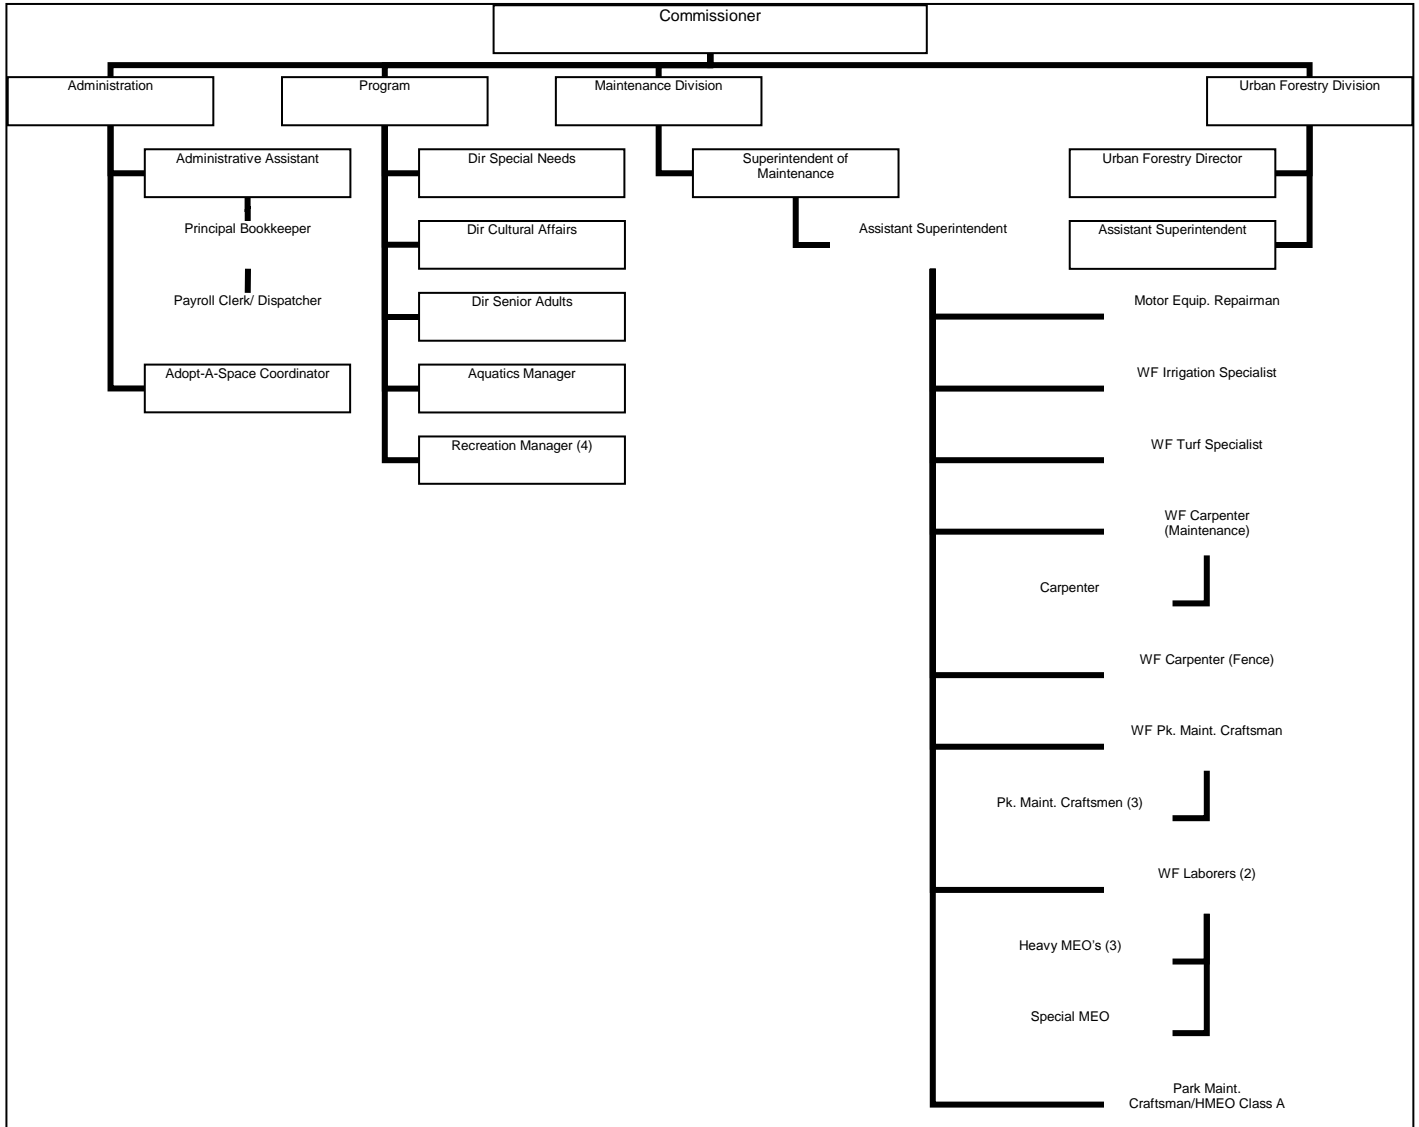 Commissioner
Administration
Program
Maintenance Division
Urban Forestry Division
Administrative Assistant
Dir Special Needs
Superintendent of
Maintenance
Urban Forestry Director
Principal Bookkeeper
Dir Cultural Affairs
Assistant Superintendent
Assistant Superintendent
Payroll Clerk/ Dispatcher
Dir Senior Adults
Motor Equip. Repairman
Adopt-A-Space Coordinator
Aquatics Manager
WF Irrigation Specialist
Recreation Manager (4)
WF Turf Specialist
WF Carpenter
(Maintenance)
Carpenter
WF Carpenter (Fence)
WF Pk. Maint. Craftsman
Pk. Maint. Craftsmen (3)
WF Laborers (2)
Heavy MEO’s (3)
Special MEO
Park Maint.
Craftsman/HMEO Class A